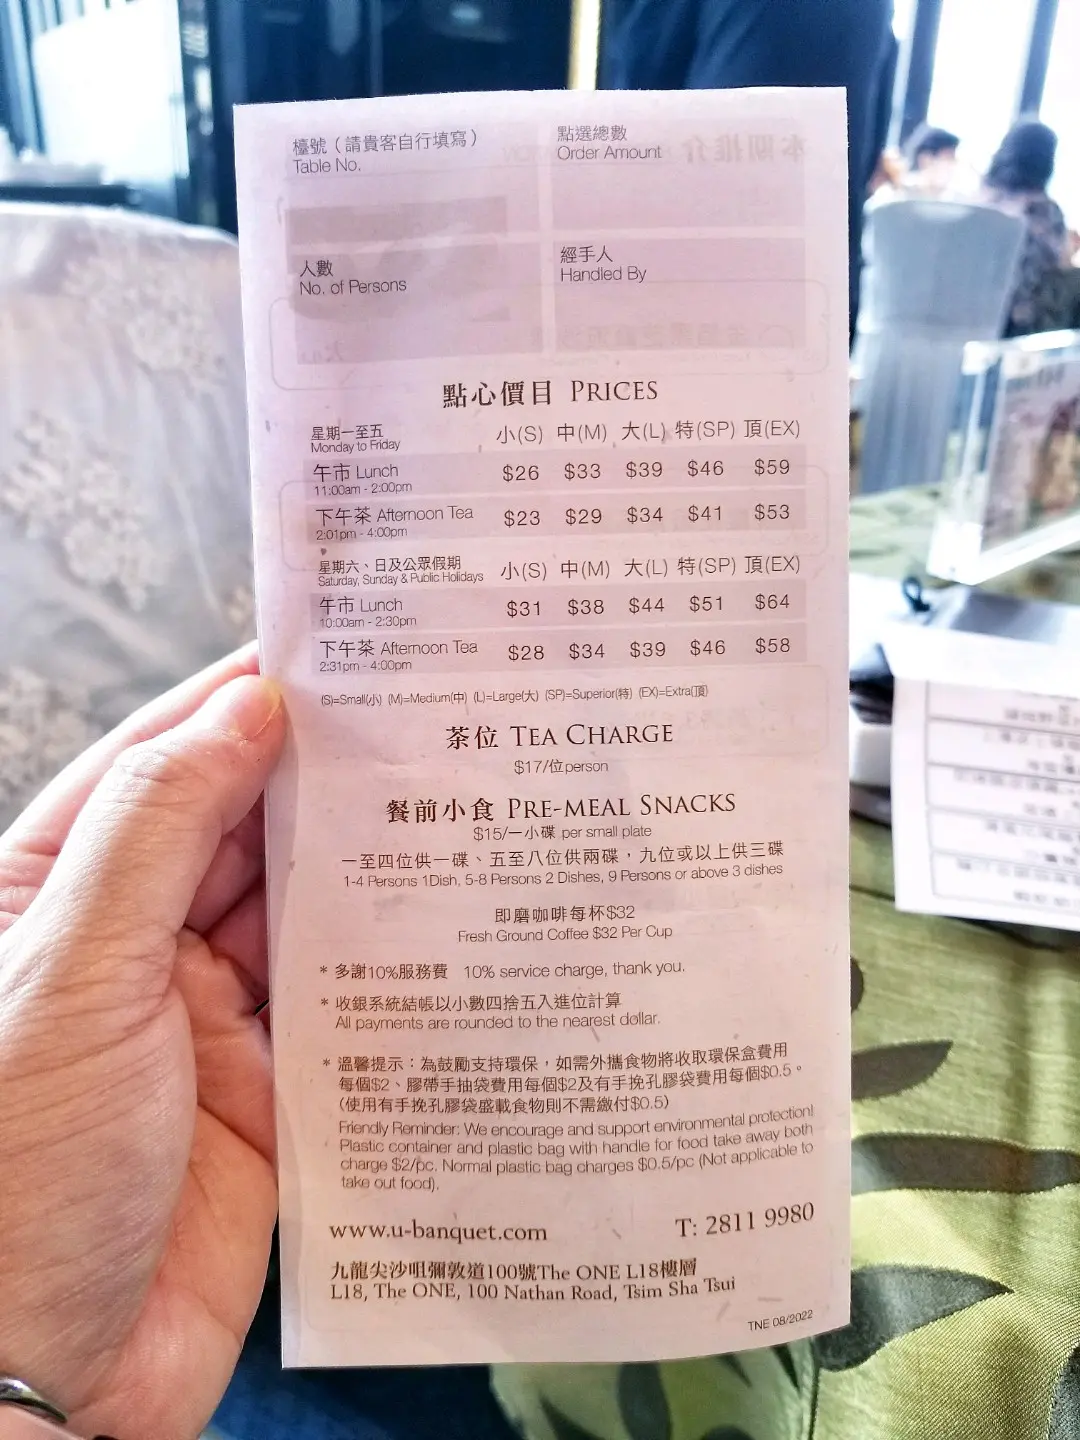 檯號（請貴客自行填寫）
Table No.
點選總數
Order Amount
人數
No. of Persons
經手人
Handled By
點心價目 PRICES
星期一至五 小(S) 中(M) 大(L) 特(SP) 頂(EX)
Monday to Friday
午市 Lunch $26 $33 $39 $46 $59
11:00am - 2:00pm
下午茶 Afternoon Tea $23 $29 $34 $41 $53
2:01pm - 4:00pm
星期六、日及公眾假期 小(S) 中(M) 大(L) 特(SP) 頂(EX)
Saturday, Sunday & Public Holidays
午市 Lunch $31 $38 $44 $51 $64
10:00am - 2:30pm
下午茶 Afternoon Tea $28 $34 $39 $46 $58
2:31pm - 4:00pm
(S)=Small(小) (M)=Medium(中) (L)=Large(大) (SP)=Superior(特) (EX)=Extra(頂)
茶位 TEA CHARGE
$17/位person
餐前小食 PRE-MEAL SNACKS
$15/一小碟 per small plate
一至四位供一碟、五至八位供兩碟，九位或以上供三碟
1-4 Persons 1Dish, 5-8 Persons 2 Dishes, 9 Persons or above 3 dishes
即磨咖啡每杯$32
Fresh Ground Coffee $32 Per Cup
* 多謝10%服務費 10% service charge, thank you.
* 收銀系統結帳以小數四捨五入進位計算
All payments are rounded to the nearest dollar.
* 溫馨提示：為鼓勵支持環保，如需外攜食物將收取環保盒費用
每個$2、膠帶手抽袋費用每個$2及有手挽孔膠袋費用每個$0.5。
(使用有手挽孔膠袋盛載食物則不需繳付$0.5)
Friendly Reminder: We encourage and support environmental protection!
Plastic container and plastic bag with handle for food take away both
charge $2/pc. Normal plastic bag charges $0.5/pc (Not applicable to
take out food).
www.u-banquet.com T: 2811 9980
九龍尖沙咀彌敦道100號The ONE L18樓層
L18, The ONE, 100 Nathan Road, Tsim Sha Tsui
TNE 08/2022